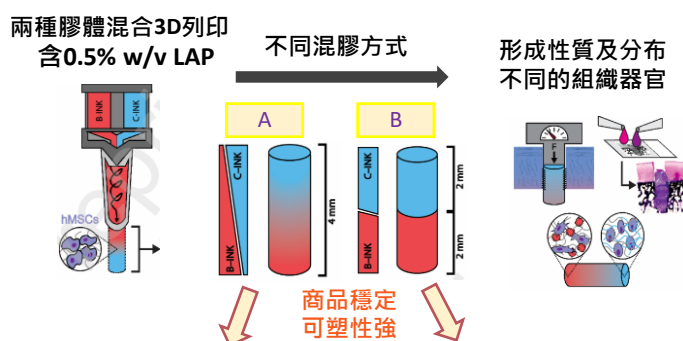 兩種膠體混合3D列印
含0.5% w/v LAP
不同混膠方式
形成性質及分布
不同的組織器官
B-INK
C-INK
hMSCs
A
B
C-INK
B-INK
4 mm
C-INK
B-INK
2 mm
2 mm
F
商品穩定
可塑性強